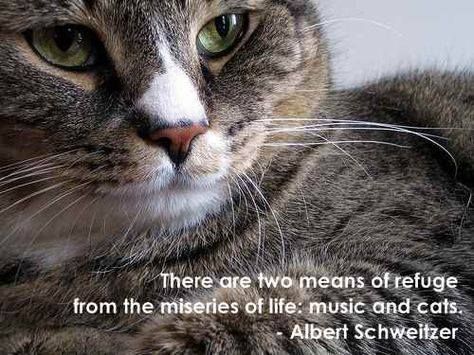 There are two means of refuge
from the miseries of life: music and cats.
- Albert Schweitzer